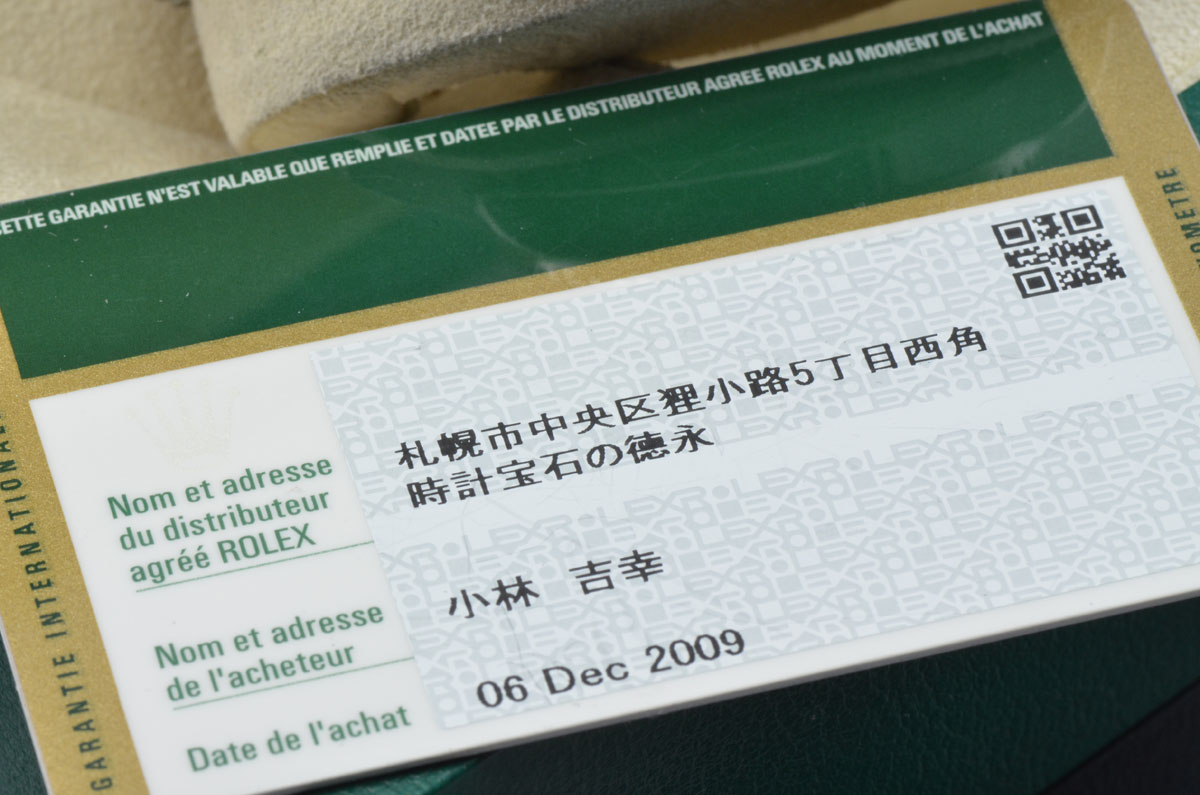 CETTE GARANTIE N'EST VALABLE QUE REMPLIE ET DATEE PAR LE DISTRIBUTEUR AGREE ROLEX AU MOMENT DE L'ACHAT
GARANTIE INTERNATIONALE
Nom et adresse
du distributeur
agréé ROLEX
札幌市中央区狸小路5丁目西角
時計宝石の徳永
Nom et adresse
de l'acheteur
小林 吉幸
Date de l'achat
06 Dec 2009